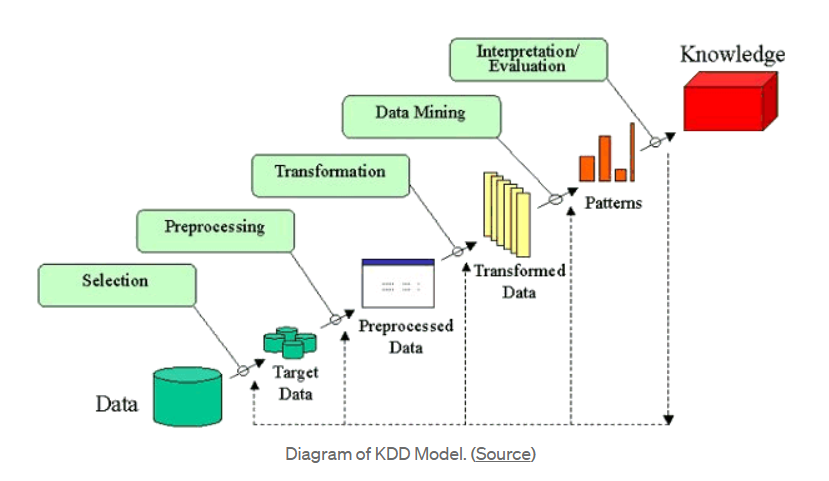 Interpretation/
Evaluation
Knowledge
Data Mining
Transformation
Patterns
Preprocessing
Transformed
Data
Selection
Preprocessed
Data
Target
Data
Data
Diagram of KDD Model. (Source)